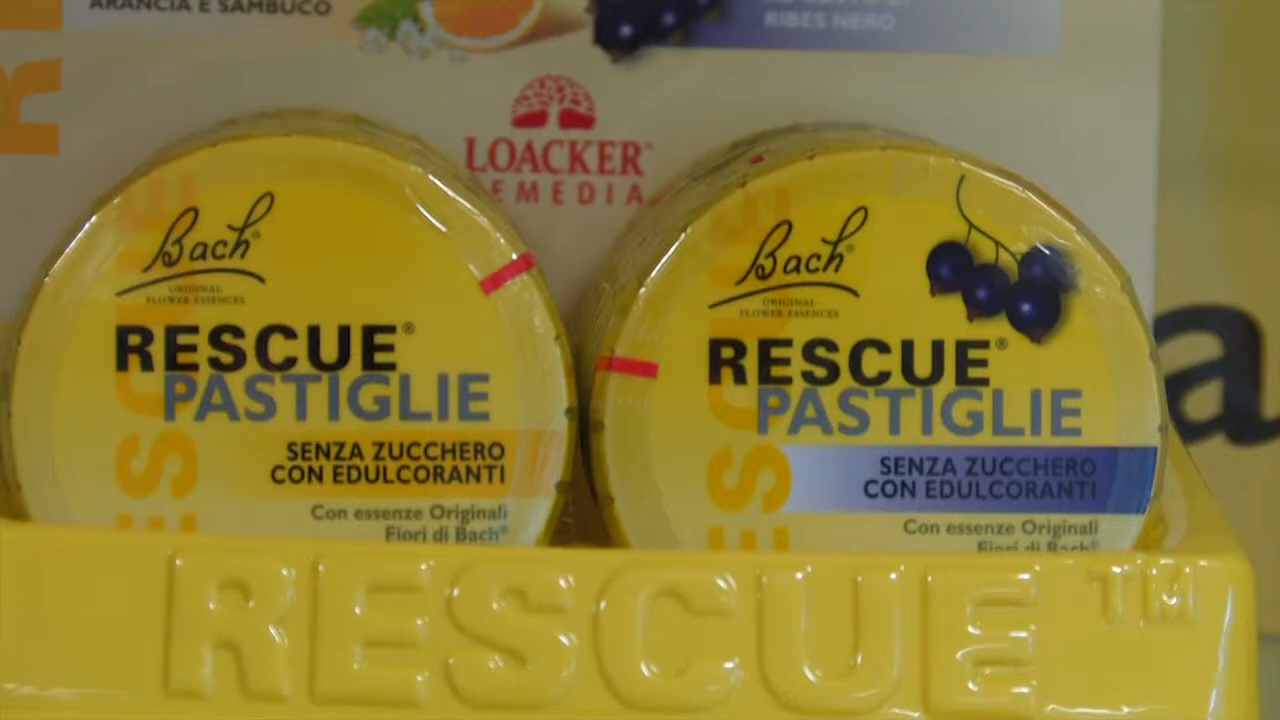 ARANCIA E SAMBUCO
RIBES NERO
LOACKER
REMEDIA
Bach®
ORIGINAL
FLOWER ESSENCES
RESCUE®
PASTIGLIE
SENZA ZUCCHERO
CON EDULCORANTI
Con essenze Originali
Fiori di Bach®
Bach®
ORIGINAL
FLOWER ESSENCES
RESCUE®
PASTIGLIE
SENZA ZUCCHERO
CON EDULCORANTI
Con essenze Originali
Fiori di Bach®
RESCUE™
a